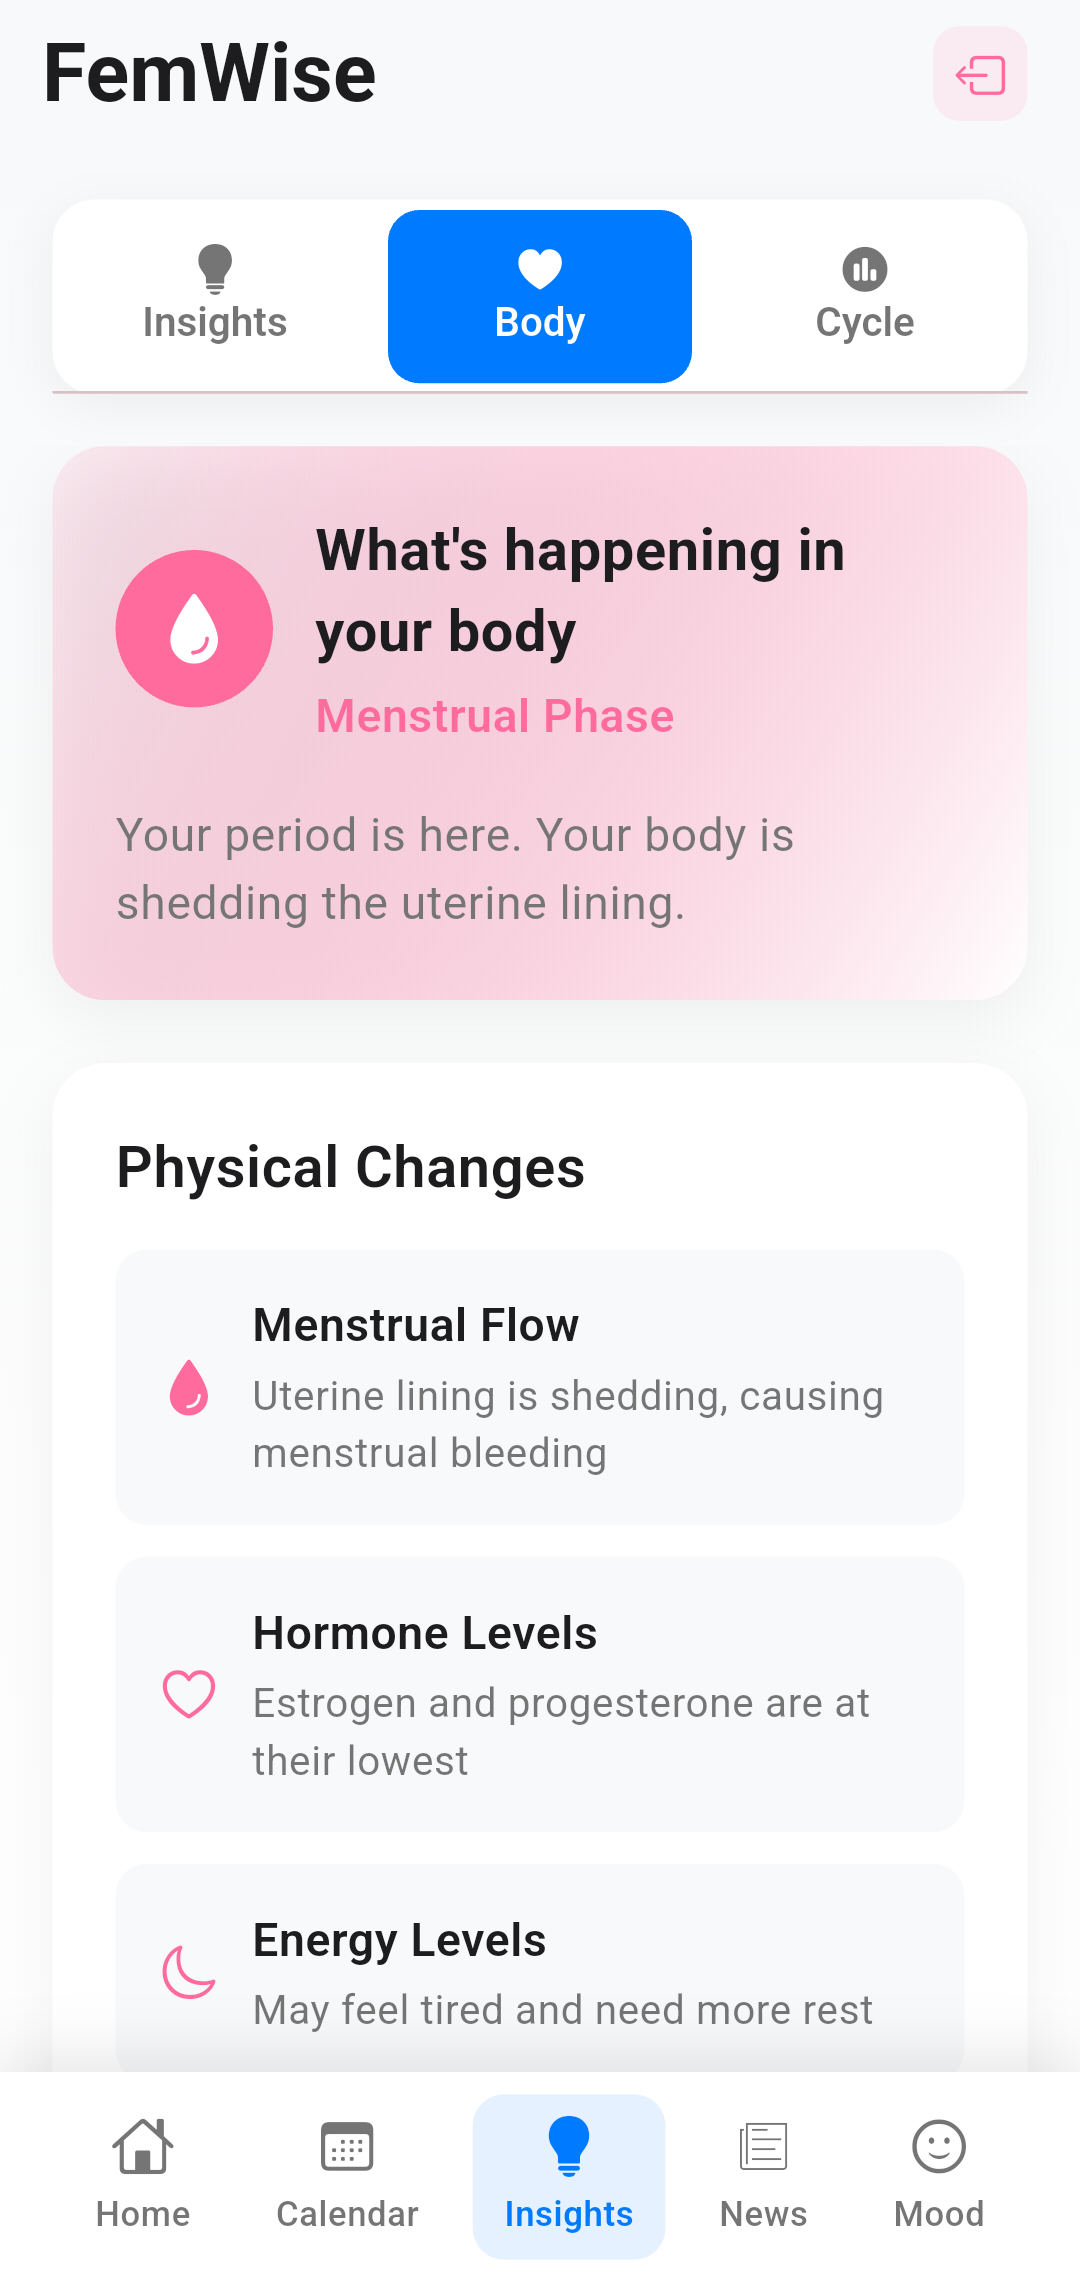 FemWise
Insights
Body
Cycle
What's happening in
your body
Menstrual Phase
Your period is here. Your body is
shedding the uterine lining.
Physical Changes
Menstrual Flow
Uterine lining is shedding, causing
menstrual bleeding
Hormone Levels
Estrogen and progesterone are at
their lowest
Energy Levels
May feel tired and need more rest
Home
Calendar
Insights
News
Mood